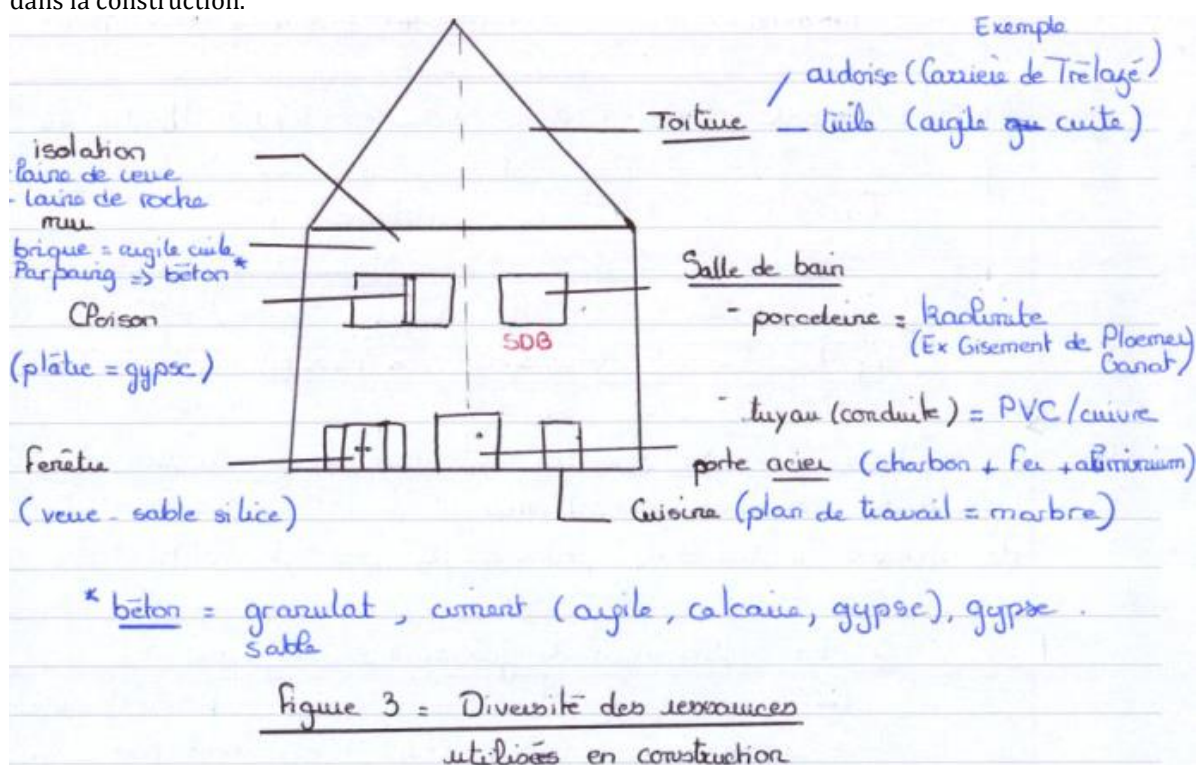 dans la construction.
Exemple
ardoise (Carrière de Trélazé)
Toiture
tuile (argile cuite)
isolation
laine de verre
- laine de roche
mur
brique = argile cuite
Parpaing => béton *
Cloison
(plâtre = gypse)
SDB
Salle de bain
- porceleine = kaolinite
(Ex Gisement de Ploemeur
- tuyau (conduite) = PVC/cuivre
Fenêtre
(verre - sable silice)
porte acier (charbon + Fer + aluminium)
Cuisine (plan de travail = marbre)
* béton = granulat, ciment (argile, calcaire, gypse), gypse.
sable
Figure 3 = Diversité des ressources
utilisées en construction